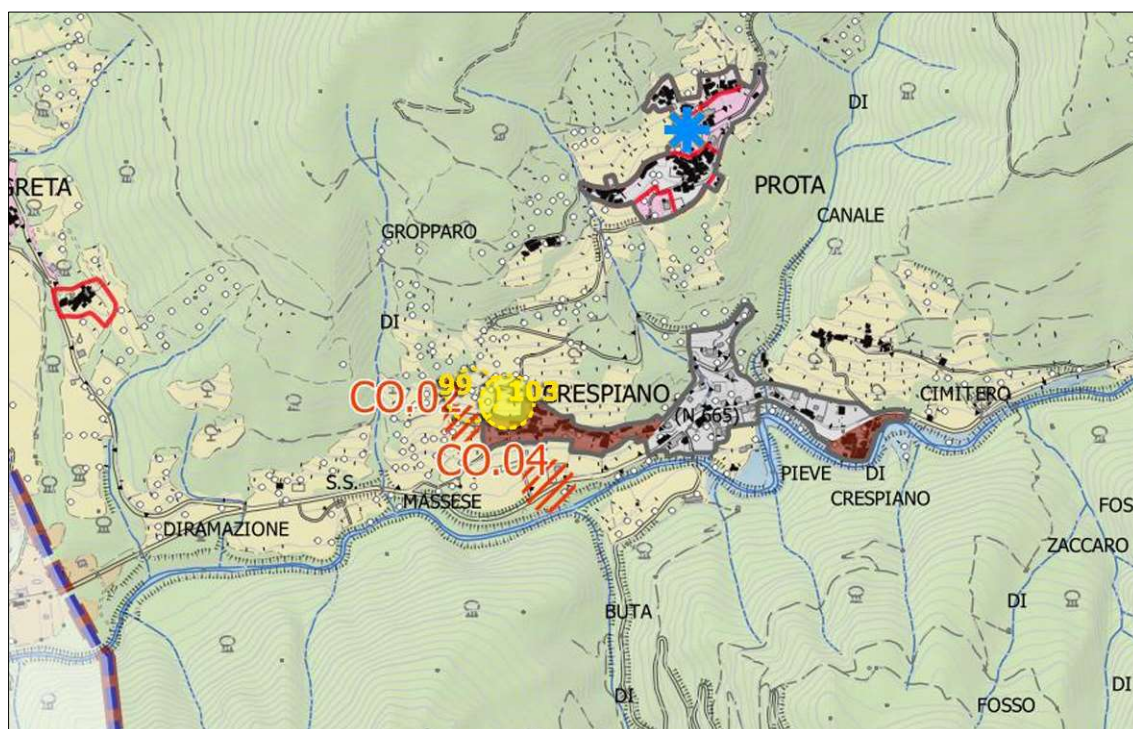 DI
GRETA
PROTA
CANALE
GROPPARO
DI
CO.02
99
103
CRESPIANO
(N 665)
CIMITERO
CO.04
S.S.
MASSESE
PIEVE DI
CRESPIANO
DIRAMAZIONE
FOS
ZACCARO
BUTA
DI
DI
DI
FOSSO